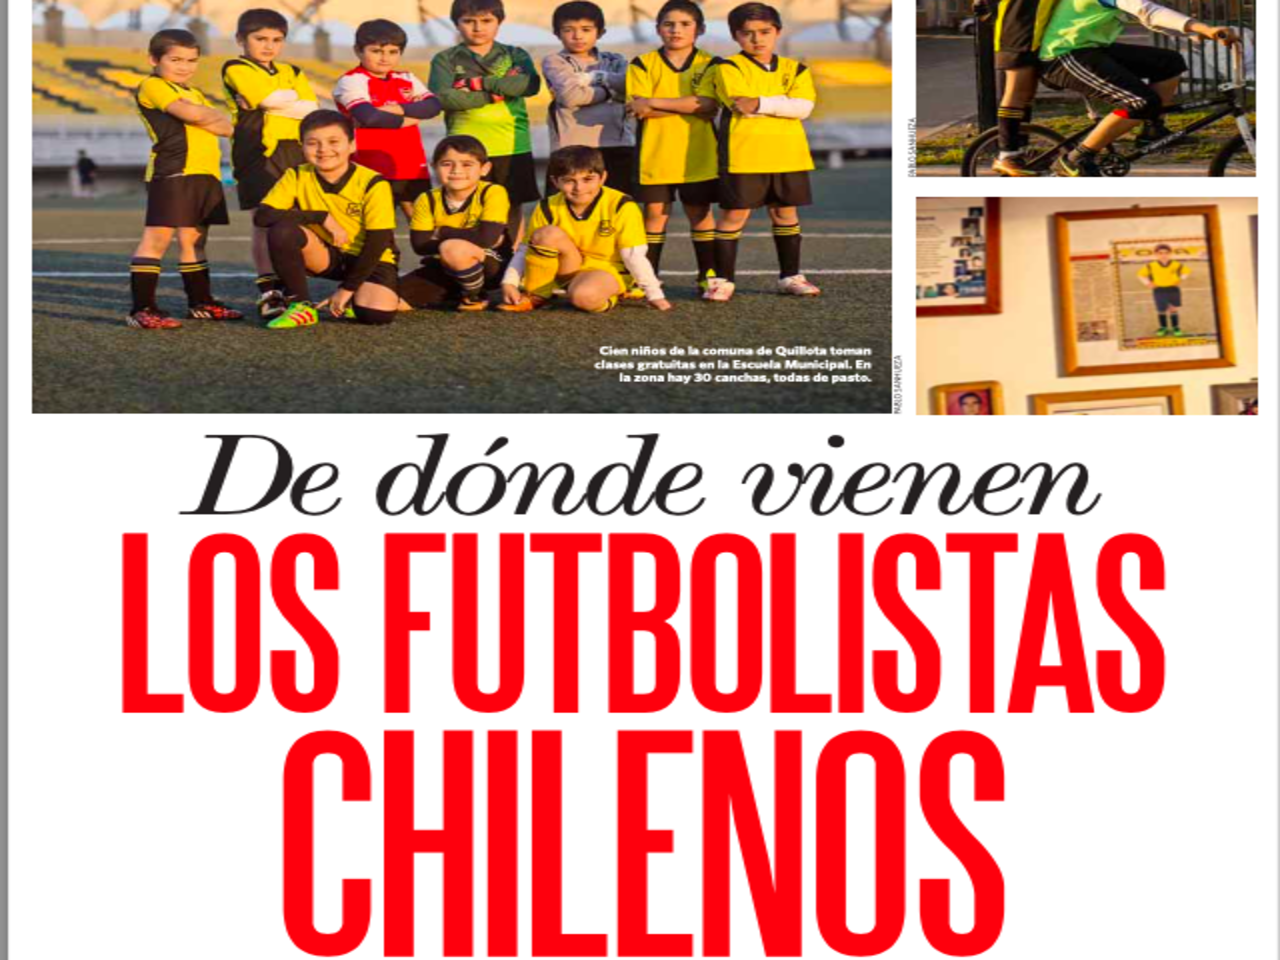 Cien niños de la comuna de Quillota toman
clases gratuitas en la Escuela Municipal. En
la zona hay 30 canchas, todas de pasto.
PABLO SANHUEZA
PABLO SANHUEZA
De dónde vienen
LOS FUTBOLISTAS
CHILENOS